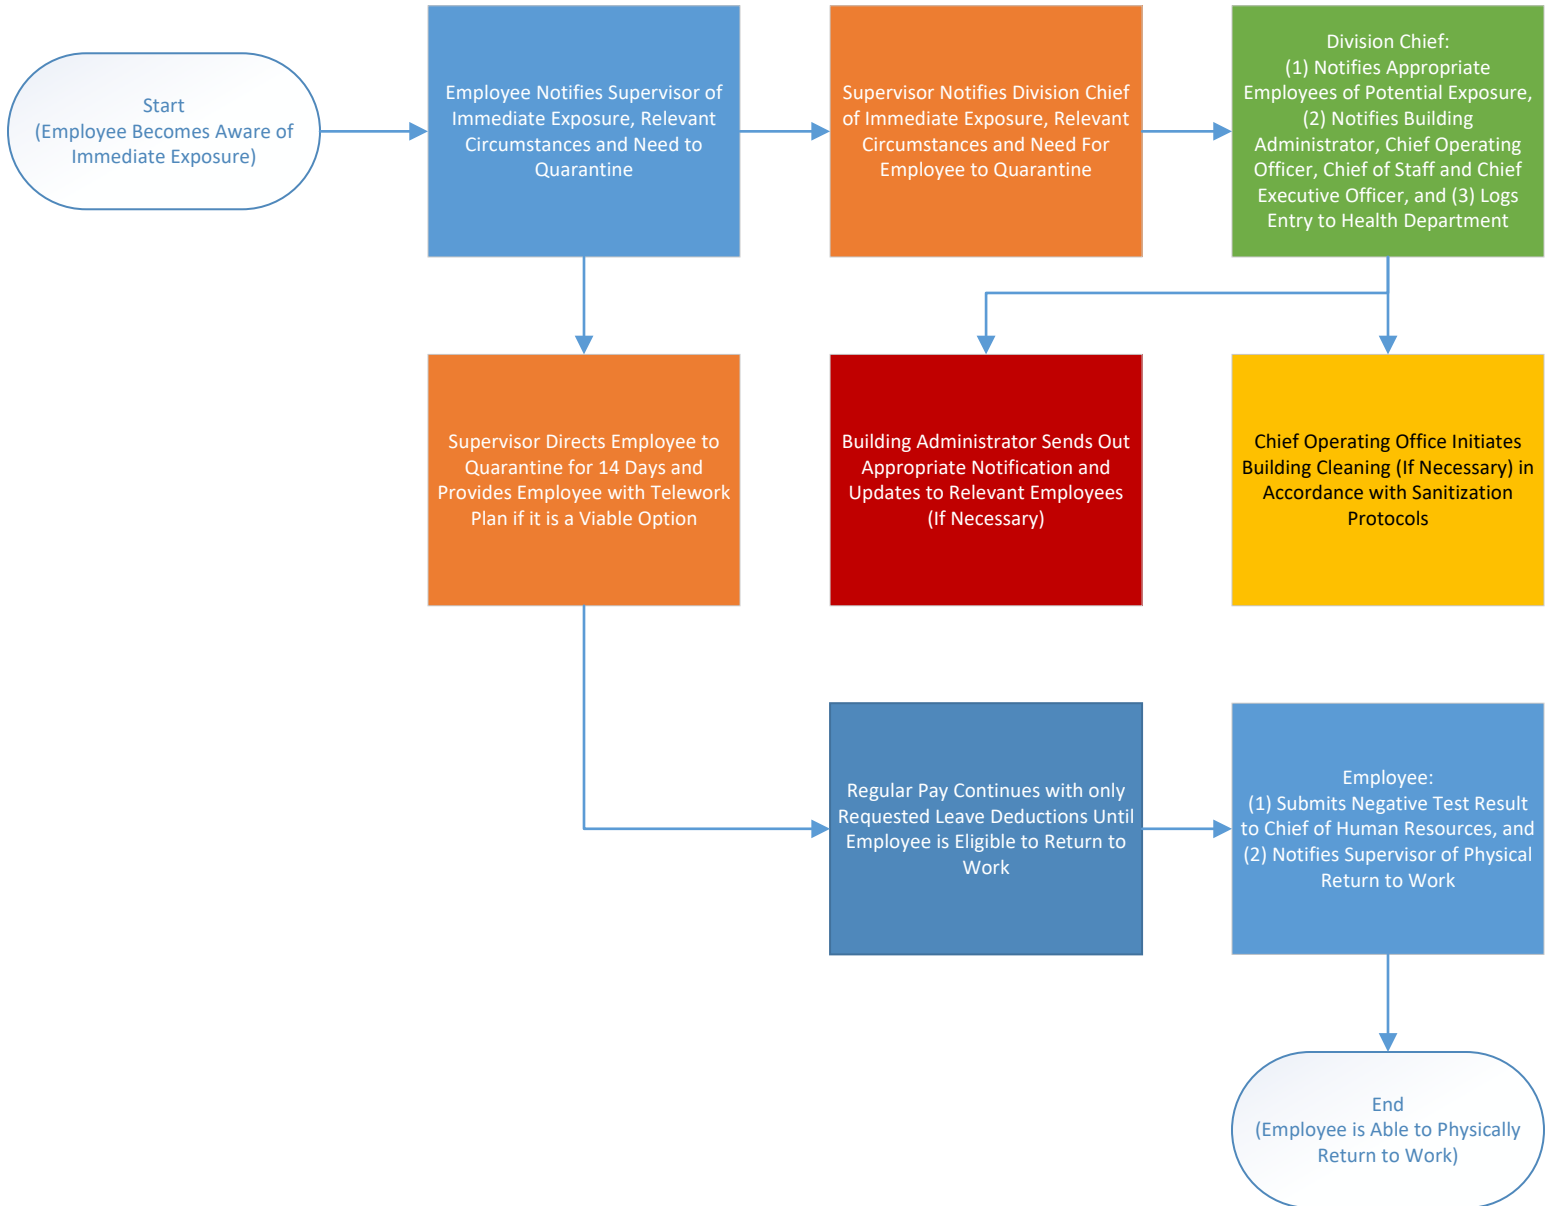 Start
(Employee Becomes Aware of
Immediate Exposure)
Employee Notifies Supervisor of
Immediate Exposure, Relevant
Circumstances and Need to
Quarantine
Supervisor Notifies Division Chief
of Immediate Exposure, Relevant
Circumstances and Need For
Employee to Quarantine
Division Chief:
(1) Notifies Appropriate
Employees of Potential Exposure,
(2) Notifies Building
Administrator, Chief Operating
Officer, Chief of Staff and Chief
Executive Officer, and (3) Logs
Entry to Health Department
Supervisor Directs Employee to
Quarantine for 14 Days and
Provides Employee with Telework
Plan if it is a Viable Option
Building Administrator Sends Out
Appropriate Notification and
Updates to Relevant Employees
(If Necessary)
Chief Operating Office Initiates
Building Cleaning (If Necessary) in
Accordance with Sanitization
Protocols
Regular Pay Continues with only
Requested Leave Deductions Until
Employee is Eligible to Return to
Work
Employee:
(1) Submits Negative Test Result
to Chief of Human Resources, and
(2) Notifies Supervisor of Physical
Return to Work
End
(Employee is Able to Physically
Return to Work)